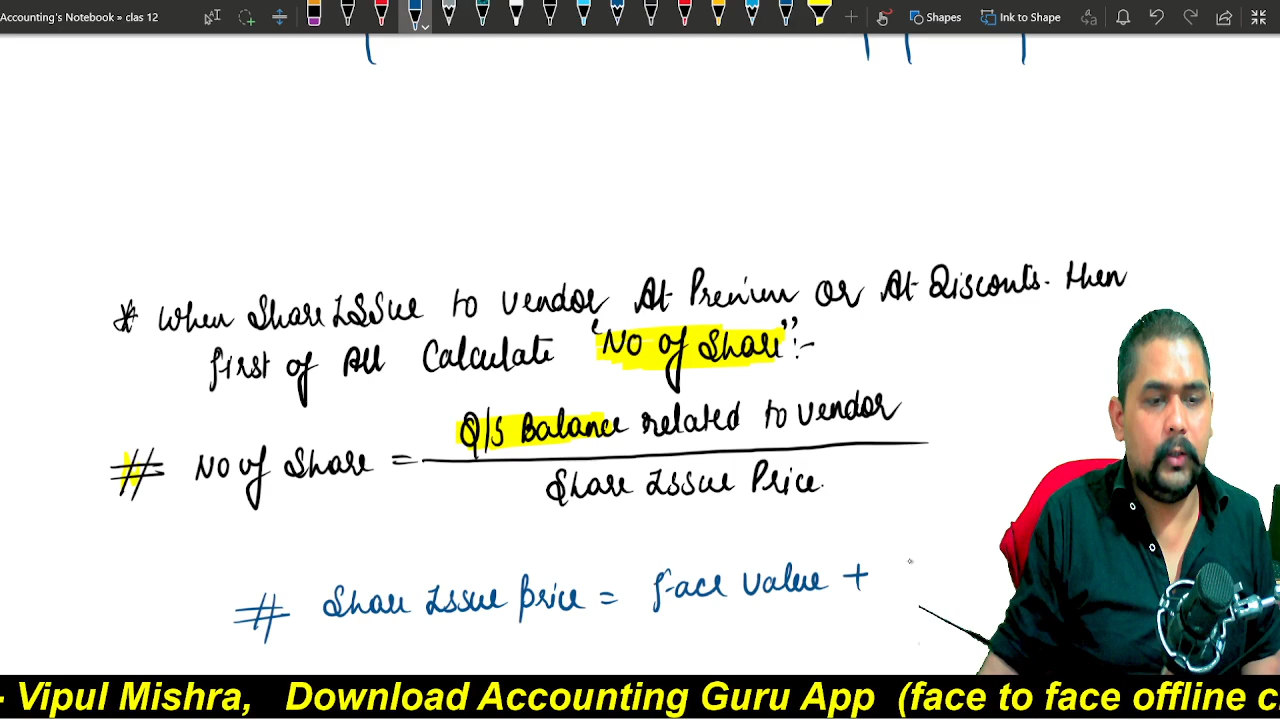 Accounting's Notebook » clas 12
Shapes
Ink to Shape
* When Share Issue to vendor At Premium or At Disconts. then
first of All Calculate "No of Share" :-
# No of Share = Q/S Balance related to vendor
Share Issue Price.
# Share Issue price = face value +
- Vipul Mishra, Download Accounting Guru App (face to face offline c